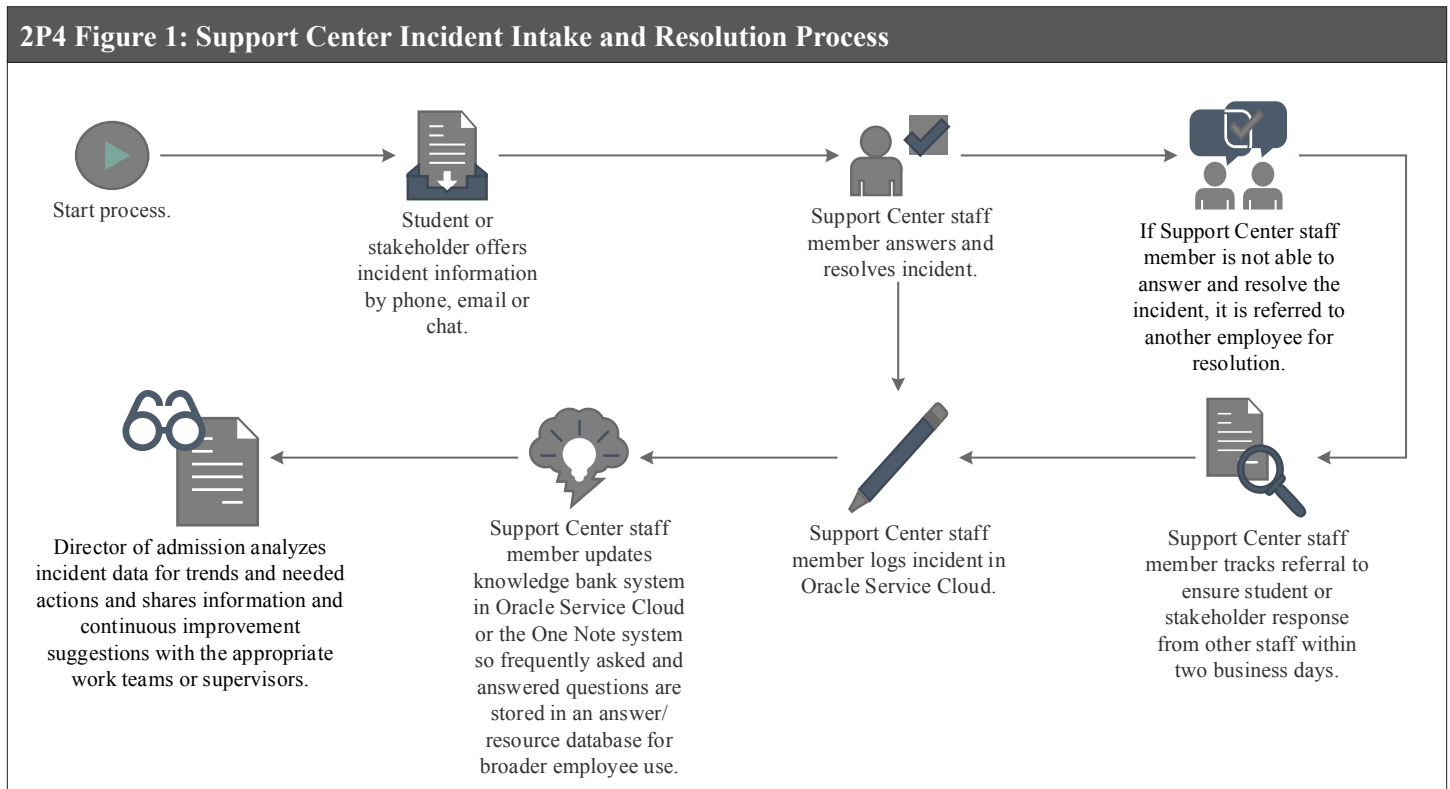 2P4 Figure 1: Support Center Incident Intake and Resolution Process
Start process.
Student or
stakeholder offers
incident information
by phone, email or
chat.
Support Center staff
member answers and
resolves incident.
If Support Center staff
member is not able to
answer and resolve the
incident, it is referred to
another employee for
resolution.
Support Center staff
member tracks referral to
ensure student or
stakeholder response
from other staff within
two business days.
Support Center staff
member logs incident in
Oracle Service Cloud.
Support Center staff
member updates
knowledge bank system
in Oracle Service Cloud
or the One Note system
so frequently asked and
answered questions are
stored in an answer/
resource database for
broader employee use.
Director of admission analyzes
incident data for trends and needed
actions and shares information and
continuous improvement
suggestions with the appropriate
work teams or supervisors.